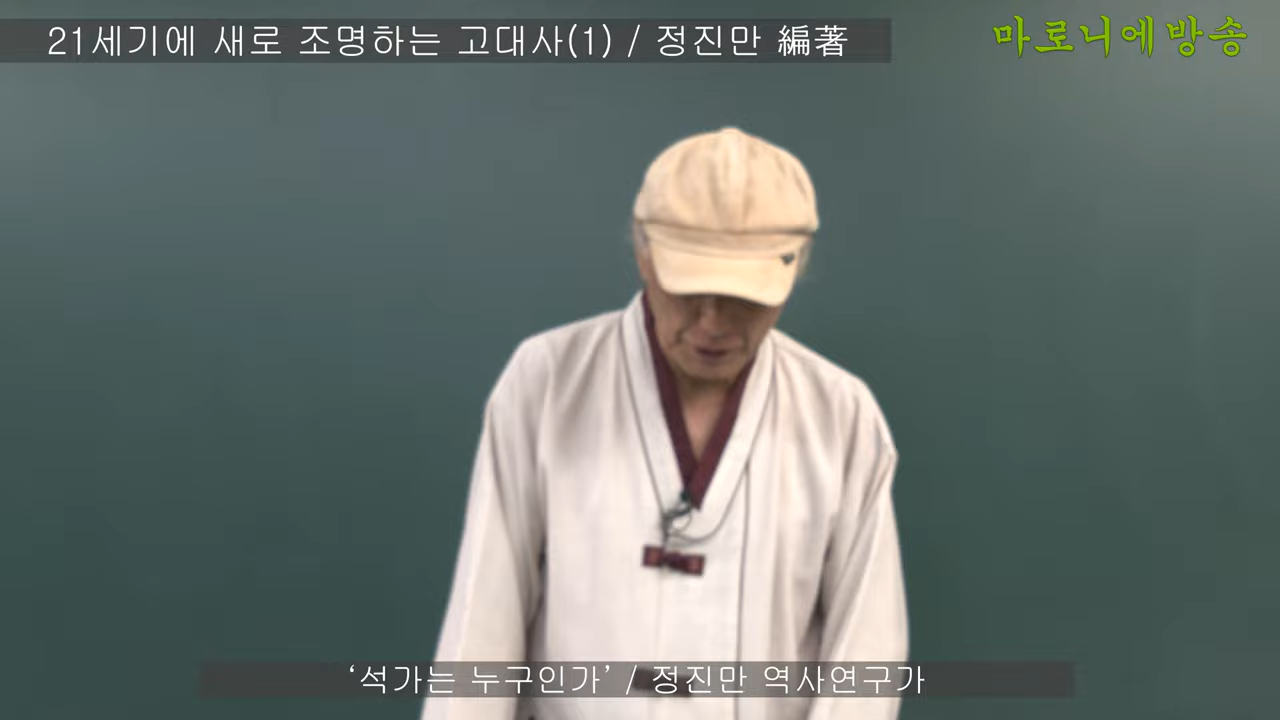 21세기에 새로 조명하는 고대사(1) / 정진만 編著
마로니에방송
‘석가는 누구인가’ / 정진만 역사연구가